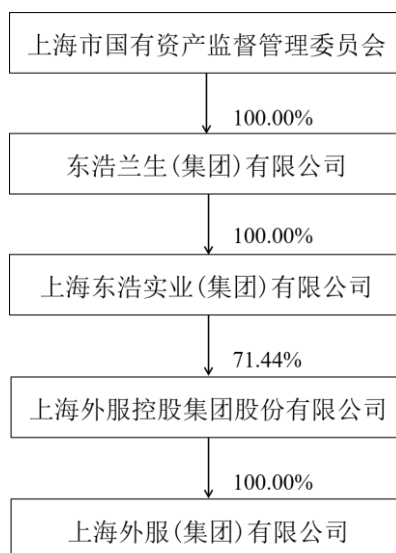 上海市国有资产监督管理委员会
100.00%
东浩兰生(集团)有限公司
100.00%
上海东浩实业(集团)有限公司
71.44%
上海外服控股集团股份有限公司
100.00%
上海外服(集团)有限公司